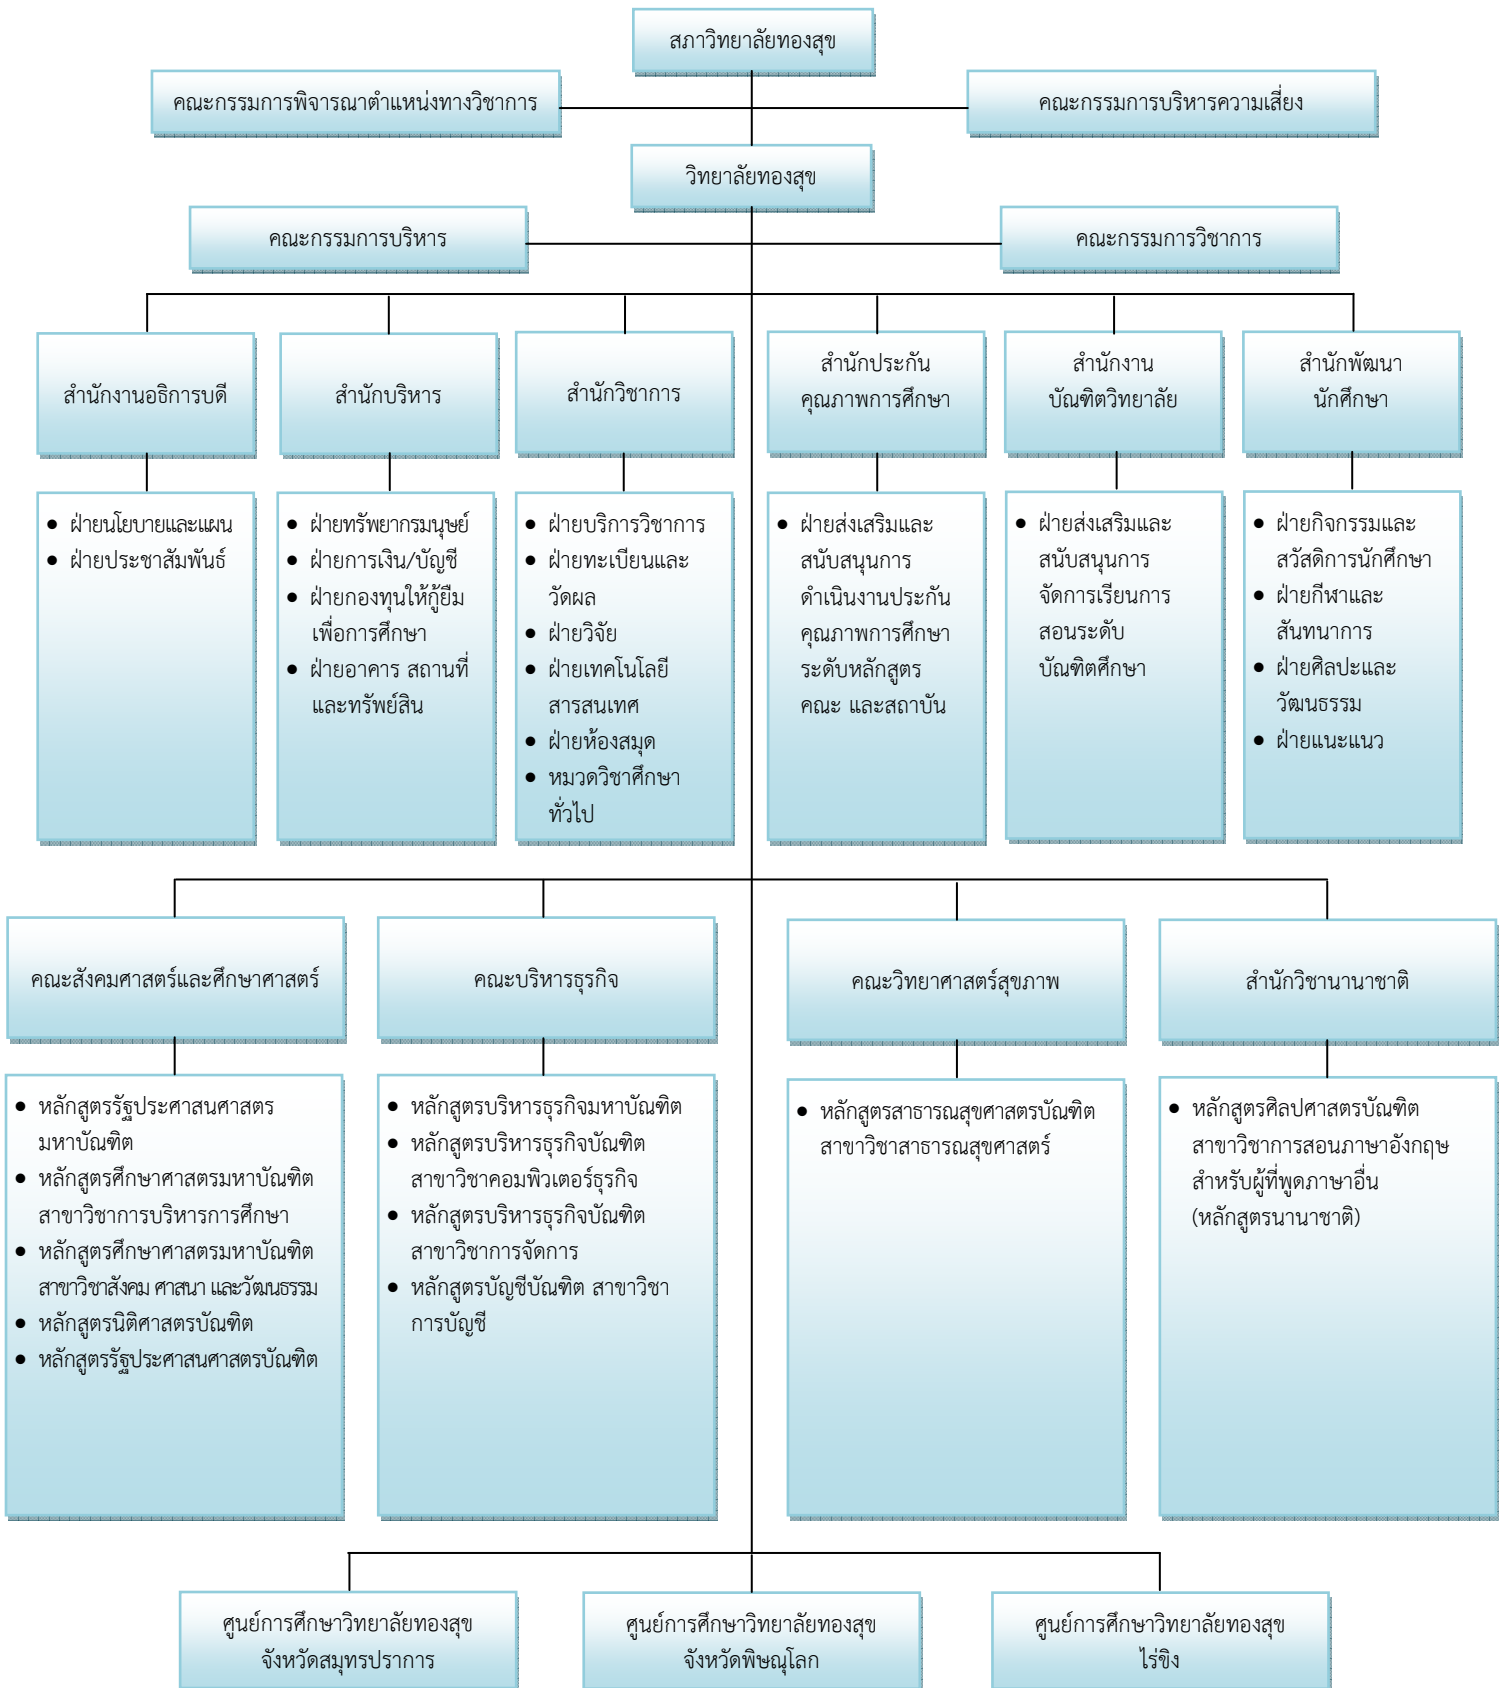 สภาวิทยาลัยทองสุข
คณะกรรมการพิจารณาตำแหน่งทางวิชาการ
คณะกรรมการบริหารความเสี่ยง
วิทยาลัยทองสุข
คณะกรรมการบริหาร
คณะกรรมการวิชาการ
สำนักงานอธิการบดี
สำนักบริหาร
สำนักวิชาการ
สำนักประกัน
คุณภาพการศึกษา
สำนักงาน
บัณฑิตวิทยาลัย
สำนักพัฒนา
นักศึกษา
• ฝ่ายนโยบายและแผน
• ฝ่ายประชาสัมพันธ์
• ฝ่ายทรัพยากรมนุษย์
• ฝ่ายการเงิน/บัญชี
• ฝ่ายกองทุนให้กู้ยืม
เพื่อการศึกษา
• ฝ่ายอาคาร สถานที่
และทรัพย์สิน
• ฝ่ายบริการวิชาการ
• ฝ่ายทะเบียนและ
วัดผล
• ฝ่ายวิจัย
• ฝ่ายเทคโนโลยี
สารสนเทศ
• ฝ่ายห้องสมุด
• หมวดวิชาศึกษา
ทั่วไป
• ฝ่ายส่งเสริมและ
สนับสนุนการ
ดำเนินงานประกัน
คุณภาพการศึกษา
ระดับหลักสูตร
คณะ และสถาบัน
• ฝ่ายส่งเสริมและ
สนับสนุนการ
จัดการเรียนการ
สอนระดับ
บัณฑิตศึกษา
• ฝ่ายกิจกรรมและ
สวัสดิการนักศึกษา
• ฝ่ายกีฬาและ
สันทนาการ
• ฝ่ายศิลปะและ
วัฒนธรรม
• ฝ่ายแนะแนว
คณะสังคมศาสตร์และศึกษาศาสตร์
คณะบริหารธุรกิจ
คณะวิทยาศาสตร์สุขภาพ
สำนักวิชานานาชาติ
• หลักสูตรรัฐประศาสนศาสตร
มหาบัณฑิต
• หลักสูตรศึกษาศาสตรมหาบัณฑิต
สาขาวิชาการบริหารการศึกษา
• หลักสูตรศึกษาศาสตรมหาบัณฑิต
สาขาวิชาสังคม ศาสนา และวัฒนธรรม
• หลักสูตรนิติศาสตรบัณฑิต
• หลักสูตรรัฐประศาสนศาสตรบัณฑิต
• หลักสูตรบริหารธุรกิจมหาบัณฑิต
• หลักสูตรบริหารธุรกิจบัณฑิต
สาขาวิชาคอมพิวเตอร์ธุรกิจ
• หลักสูตรบริหารธุรกิจบัณฑิต
สาขาวิชาการจัดการ
• หลักสูตรบัญชีบัณฑิต สาขาวิชา
การบัญชี
• หลักสูตรสาธารณสุขศาสตรบัณฑิต
สาขาวิชาสาธารณสุขศาสตร์
• หลักสูตรศิลปศาสตรบัณฑิต
สาขาวิชาการสอนภาษาอังกฤษ
สำหรับผู้ที่พูดภาษาอื่น
(หลักสูตรนานาชาติ)
ศูนย์การศึกษาวิทยาลัยทองสุข
จังหวัดสมุทรปราการ
ศูนย์การศึกษาวิทยาลัยทองสุข
จังหวัดพิษณุโลก
ศูนย์การศึกษาวิทยาลัยทองสุข
ไร่ขิง